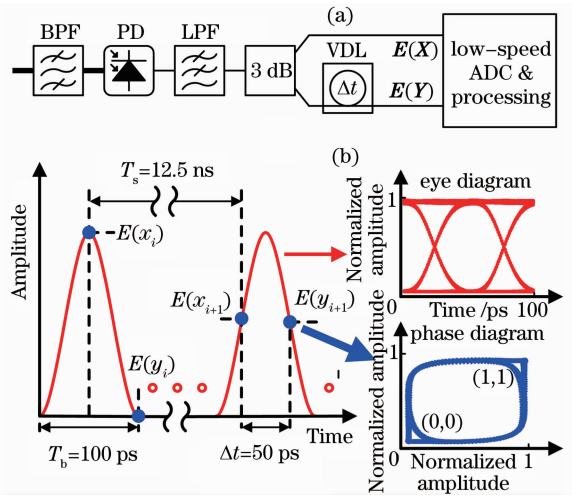 (a)
BPF
PD
LPF
3 dB
VDL
Δt
E(X)
E(Y)
low−speed
ADC &
processing
(b)
Ts=12.5 ns
Amplitude
E(xi)
E(yi)
E(xi+1)
E(yi+1)
Time
Tb=100 ps
Δt=50 ps
eye diagram
Normalized
amplitude
1
0
Time /ps 100
phase diagram
Normalized amplitude
1
(1,1)
(0,0)
0
Normalized 1
amplitude